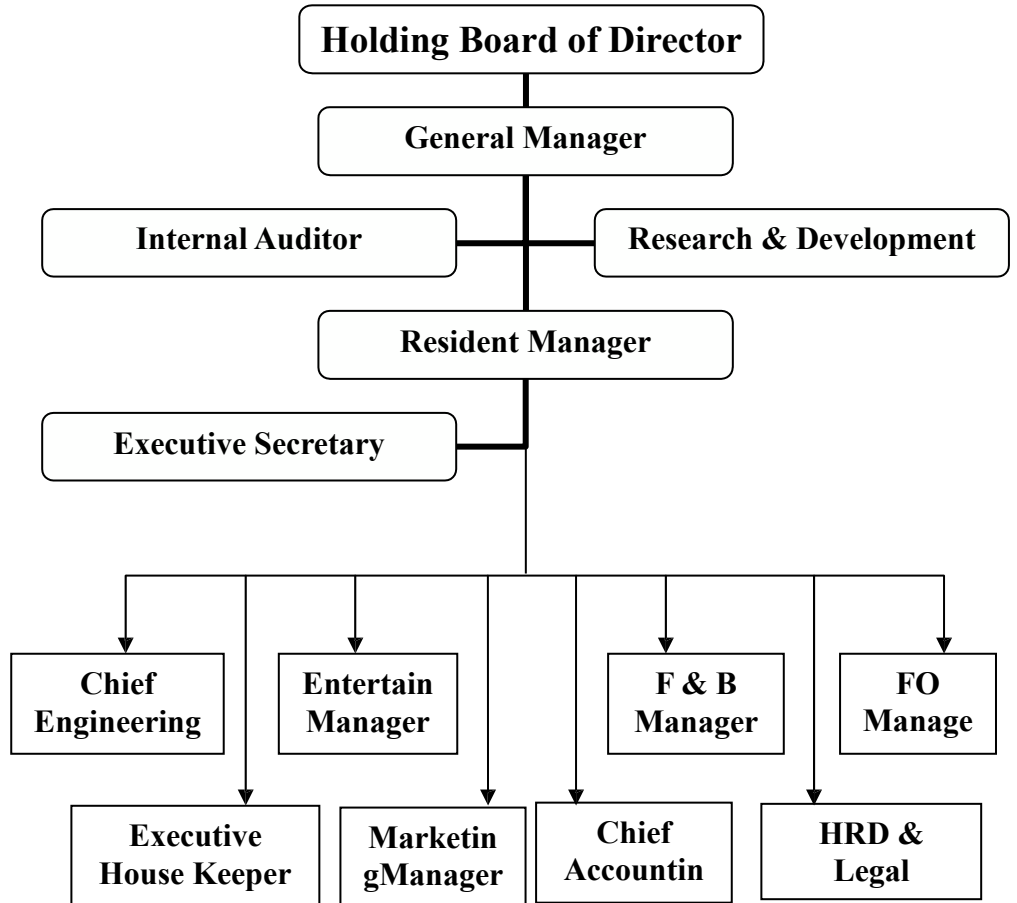 Holding Board of Director
General Manager
Internal Auditor
Research & Development
Resident Manager
Executive Secretary
Chief
Engineering
Entertain
Manager
F & B
Manager
FO
Manage
Executive
House Keeper
Marketin
gManager
Chief
Accountin
HRD &
Legal